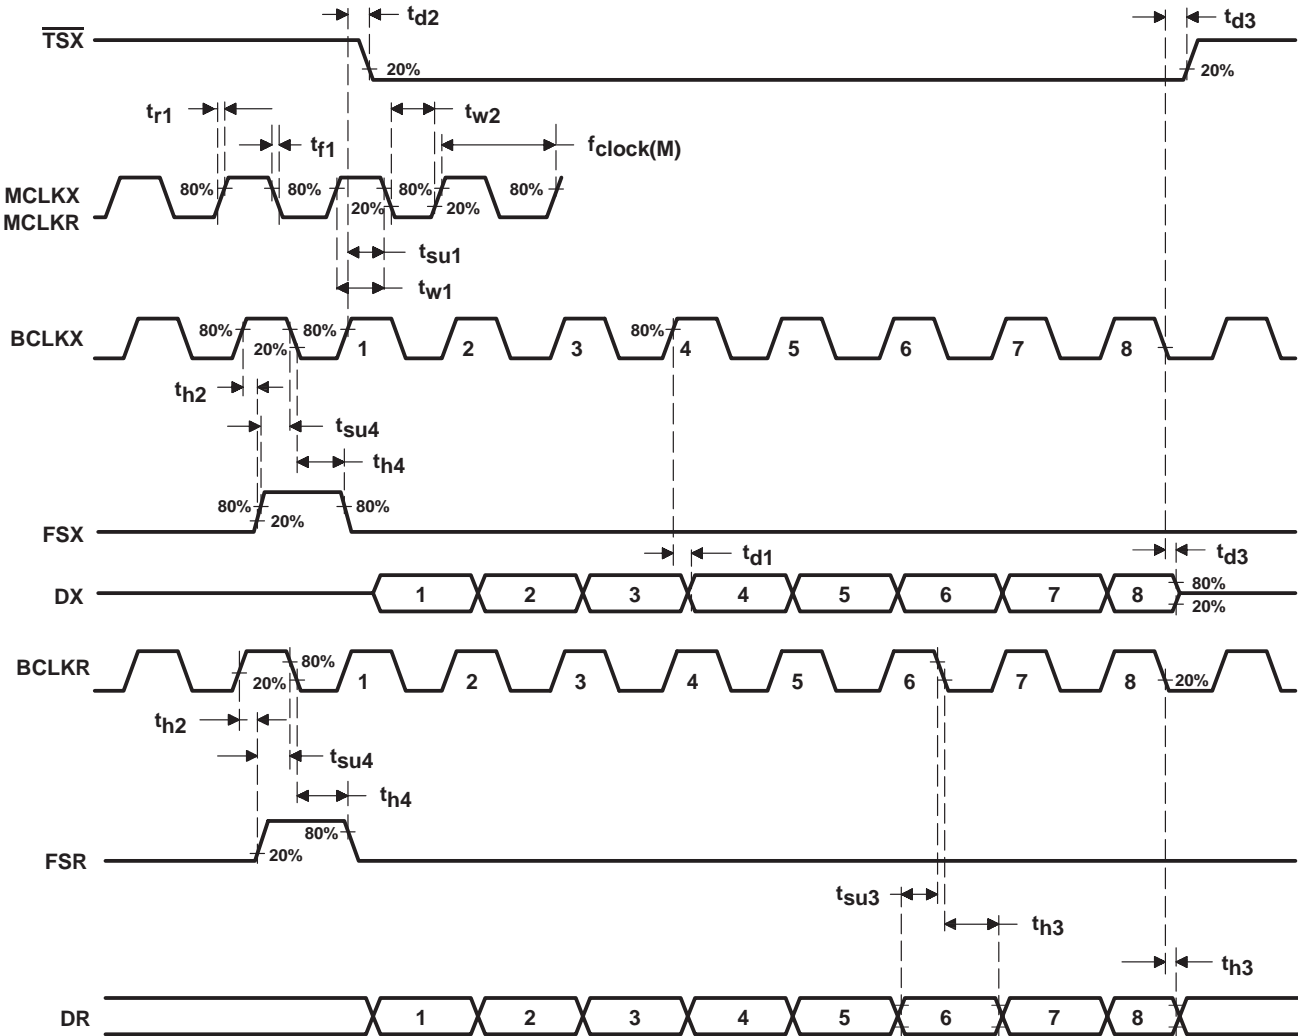 td2
td3
TSX
20%
20%
tr1
tw2
tf1
fclock(M)
MCLKX
MCLKR
80%
80%
80%
80%
20%
20%
tsu1
tw1
BCLKX
80%
80%
80%
20%
1 2 3 4 5 6 7 8
th2
tsu4
th4
80%
80%
20%
FSX
td1
td3
DX
1 2 3 4 5 6 7 8
80%
20%
BCLKR
80%
20%
1 2 3 4 5 6 7 8
20%
th2
tsu4
th4
80%
20%
FSR
tsu3
th3
th3
DR
1 2 3 4 5 6 7 8